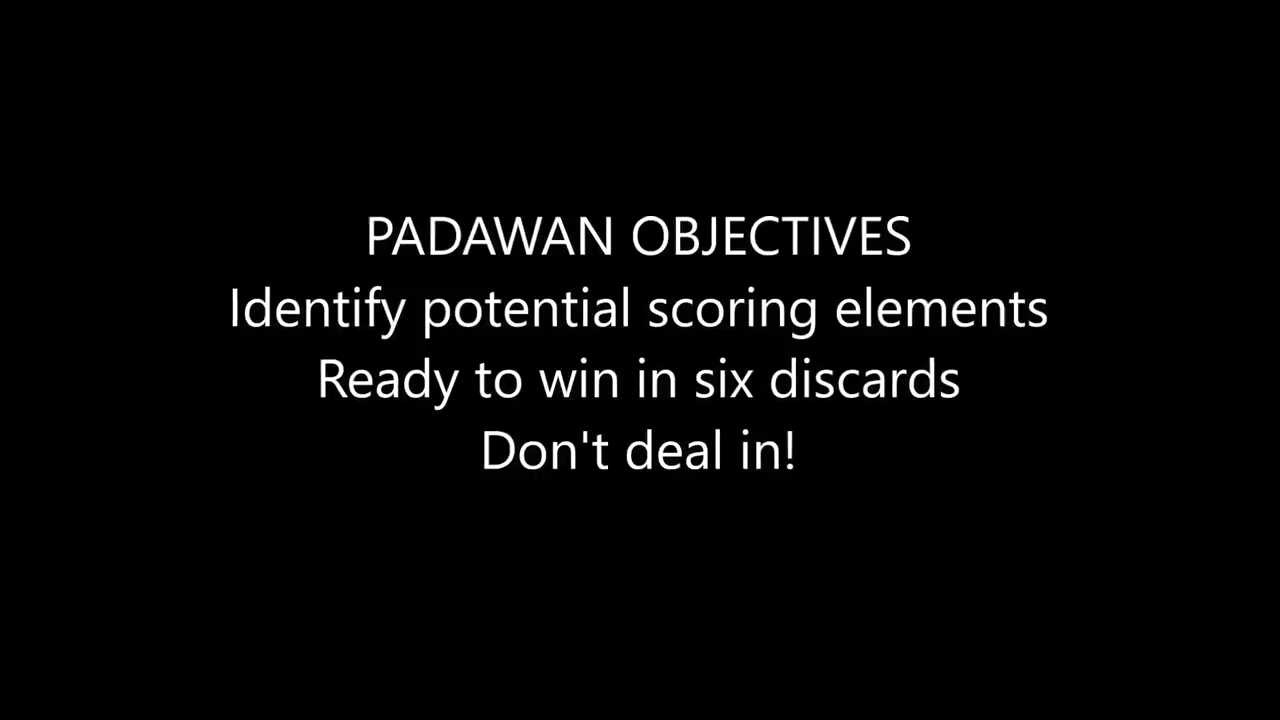 PADAWAN OBJECTIVES
Identify potential scoring elements
Ready to win in six discards
Don't deal in!